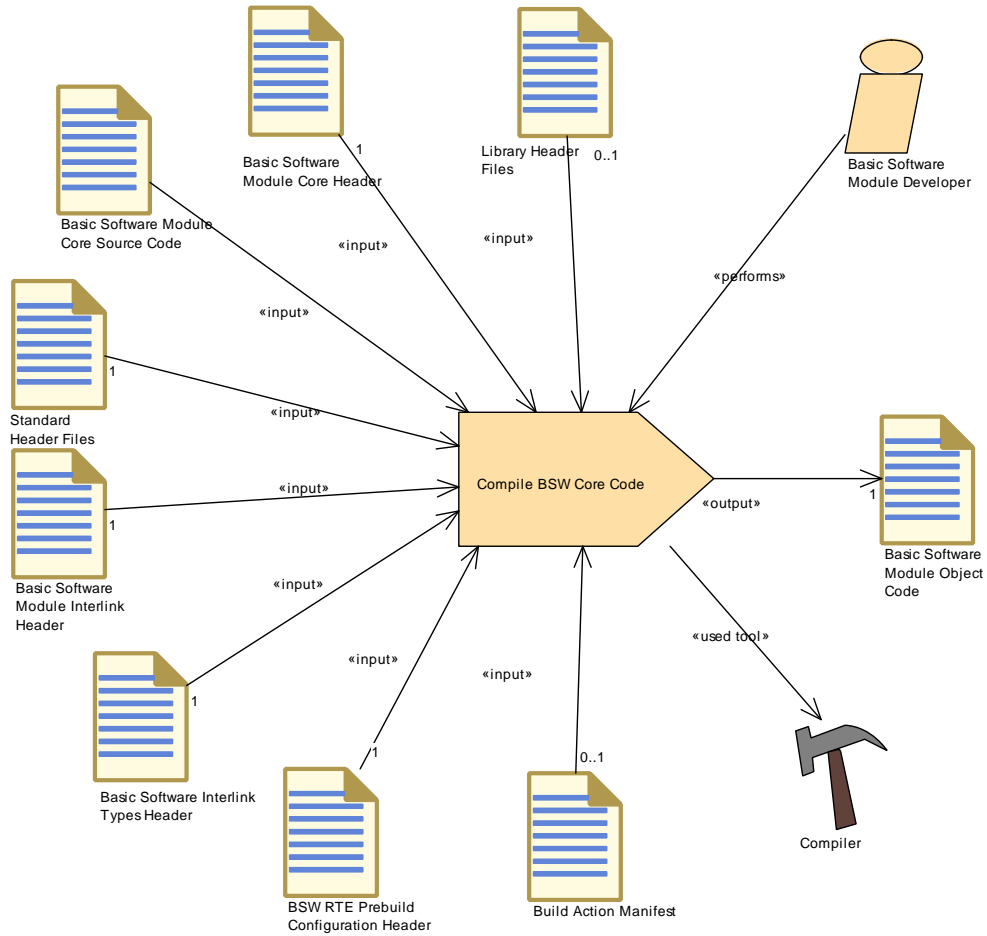 1
Basic Software
Module Core Header
Library Header
Files
0..1
Basic Software
Module Developer
Basic Software Module
Core Source Code
«input»
«input»
«performs»
«input»
1
Standard
Header Files
«input»
Compile BSW Core Code
«input»
1
«output»
1
Basic Software
Module Object
Code
Basic Software
Module Interlink
Header
«input»
«used tool»
«input»
«input»
1
Basic Software Interlink
Types Header
1
0..1
Compiler
BSW RTE Prebuild
Configuration Header
Build Action Manifest